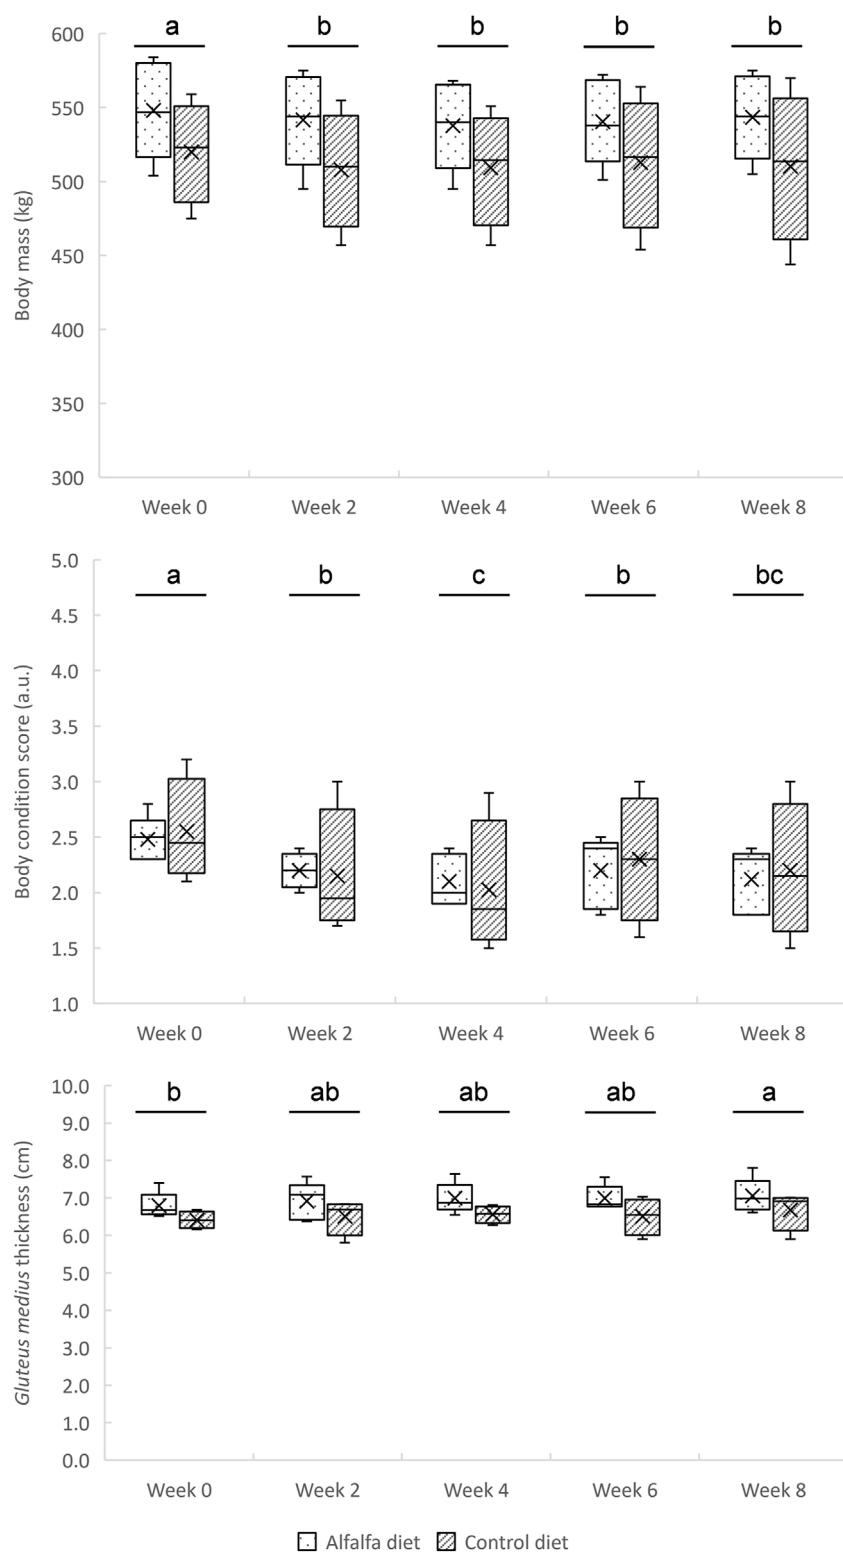 a b b b b
600
550
500
450
400
350
300
Body mass (kg)
Week 0 Week 2 Week 4 Week 6 Week 8
5.0
a b c b bc
4.5
4.0
3.5
3.0
2.5
2.0
1.5
1.0
Body condition score (a.u.)
Week 0 Week 2 Week 4 Week 6 Week 8
10.0
b ab ab ab a
9.0
8.0
7.0
6.0
5.0
4.0
3.0
2.0
1.0
0.0
Gluteus medius thickness (cm)
Week 0 Week 2 Week 4 Week 6 Week 8
Alfalfa diet Control diet